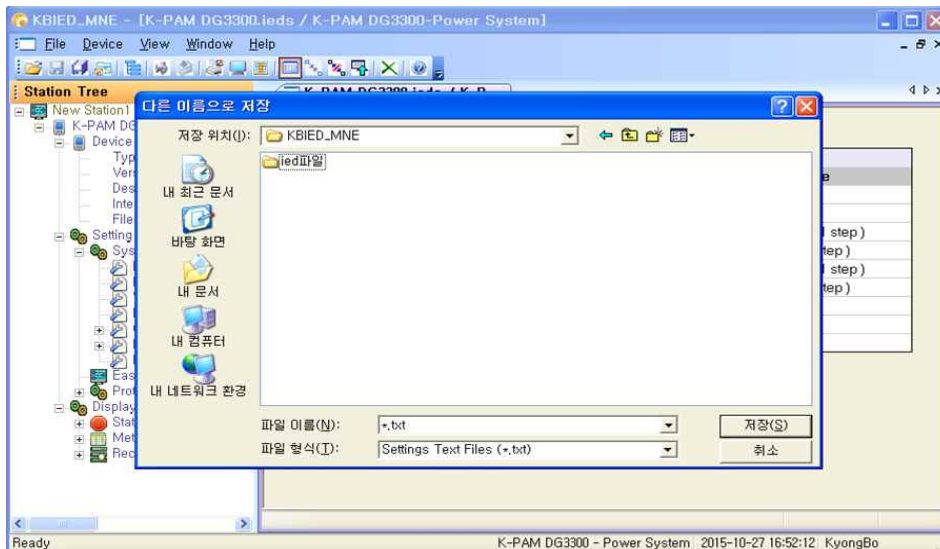 KBIED_MNE - [K-PAM DG3300.ieds / K-PAM DG3300-Power System]
File Device View Window Help
Station Tree
New Station1
K-PAM DG
Device
Typ
Ver
Des
Inte
File
Setting
Sys
Eas
Prot
Display
Stat
Met
Rec
다른 이름으로 저장
저장 위치(I):
KBIED_MNE
ied파일
내 최근 문서
바탕 화면
내 문서
내 컴퓨터
내 네트워크 환경
파일 이름(N):
*.txt
저장(S)
파일 형식(T):
Settings Text Files (*.txt)
취소
e
step )
tep )
step )
tep )
Ready
K-PAM DG3300 - Power System 2015-10-27 16:52:12 KyongBo